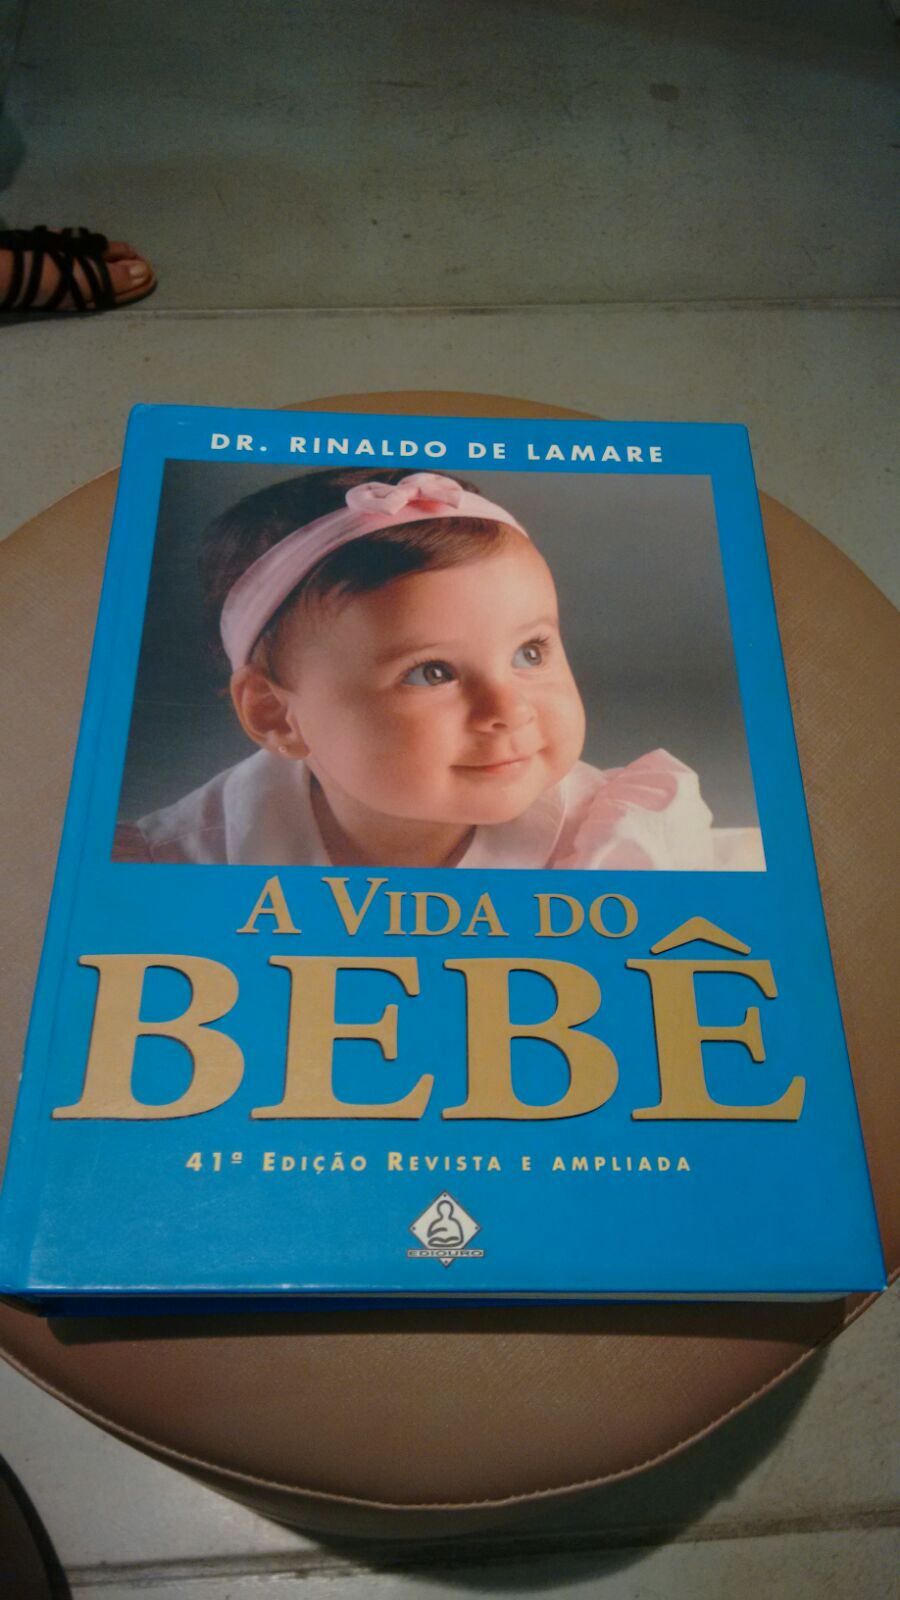 DR. RINALDO DE LAMARE
A VIDA DO
BEBÊ
41ª EDIÇÃO REVISTA E AMPLIADA
EDIOURO